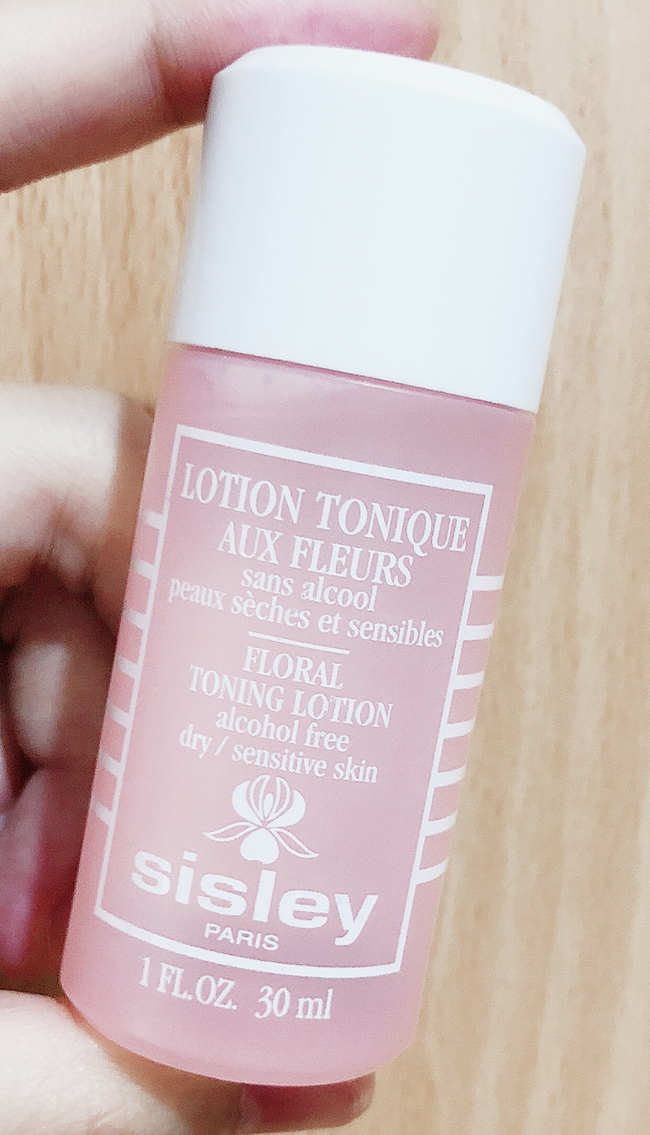 LOTION TONIQUE
AUX FLEURS
sans alcool
peaux sèches et sensibles
FLORAL
TONING LOTION
alcohol free
dry / sensitive skin
sisley
PARIS
1 FL.OZ. 30 ml